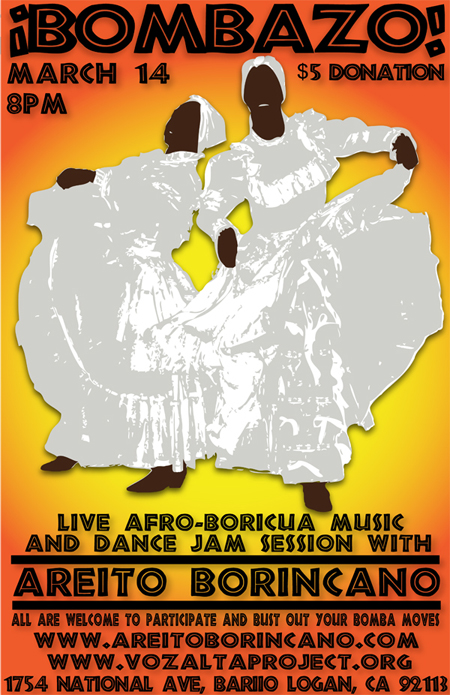 ¡BOMBAZO!
MARCH 14
$5 DONATION
8PM
LIVE AFRO-BORICUA MUSIC
AND DANCE JAM SESSION WITH
AREITO BORINCANO
ALL ARE WELCOME TO PARTICIPATE AND BUST OUT YOUR BOMBA MOVES
WWW.AREITOBORINCANO.COM
WWW.VOZALTAPROJECT.ORG
1754 NATIONAL AVE, BARIIO LOGAN, CA 92113